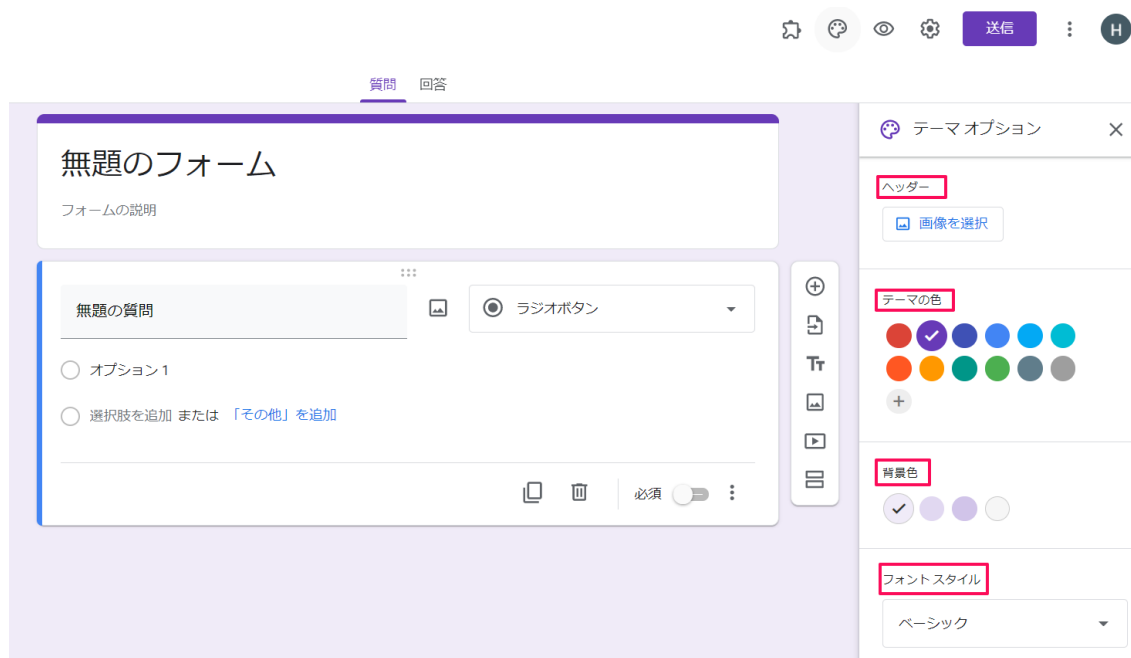 送信
H
質問 回答
無題のフォーム
フォームの説明
無題の質問
ラジオボタン
オプション 1
選択肢を追加 または 「その他」を追加
必須
Tт
テーマ オプション
ヘッダー
画像を選択
テーマの色
背景色
フォント スタイル
ベーシック